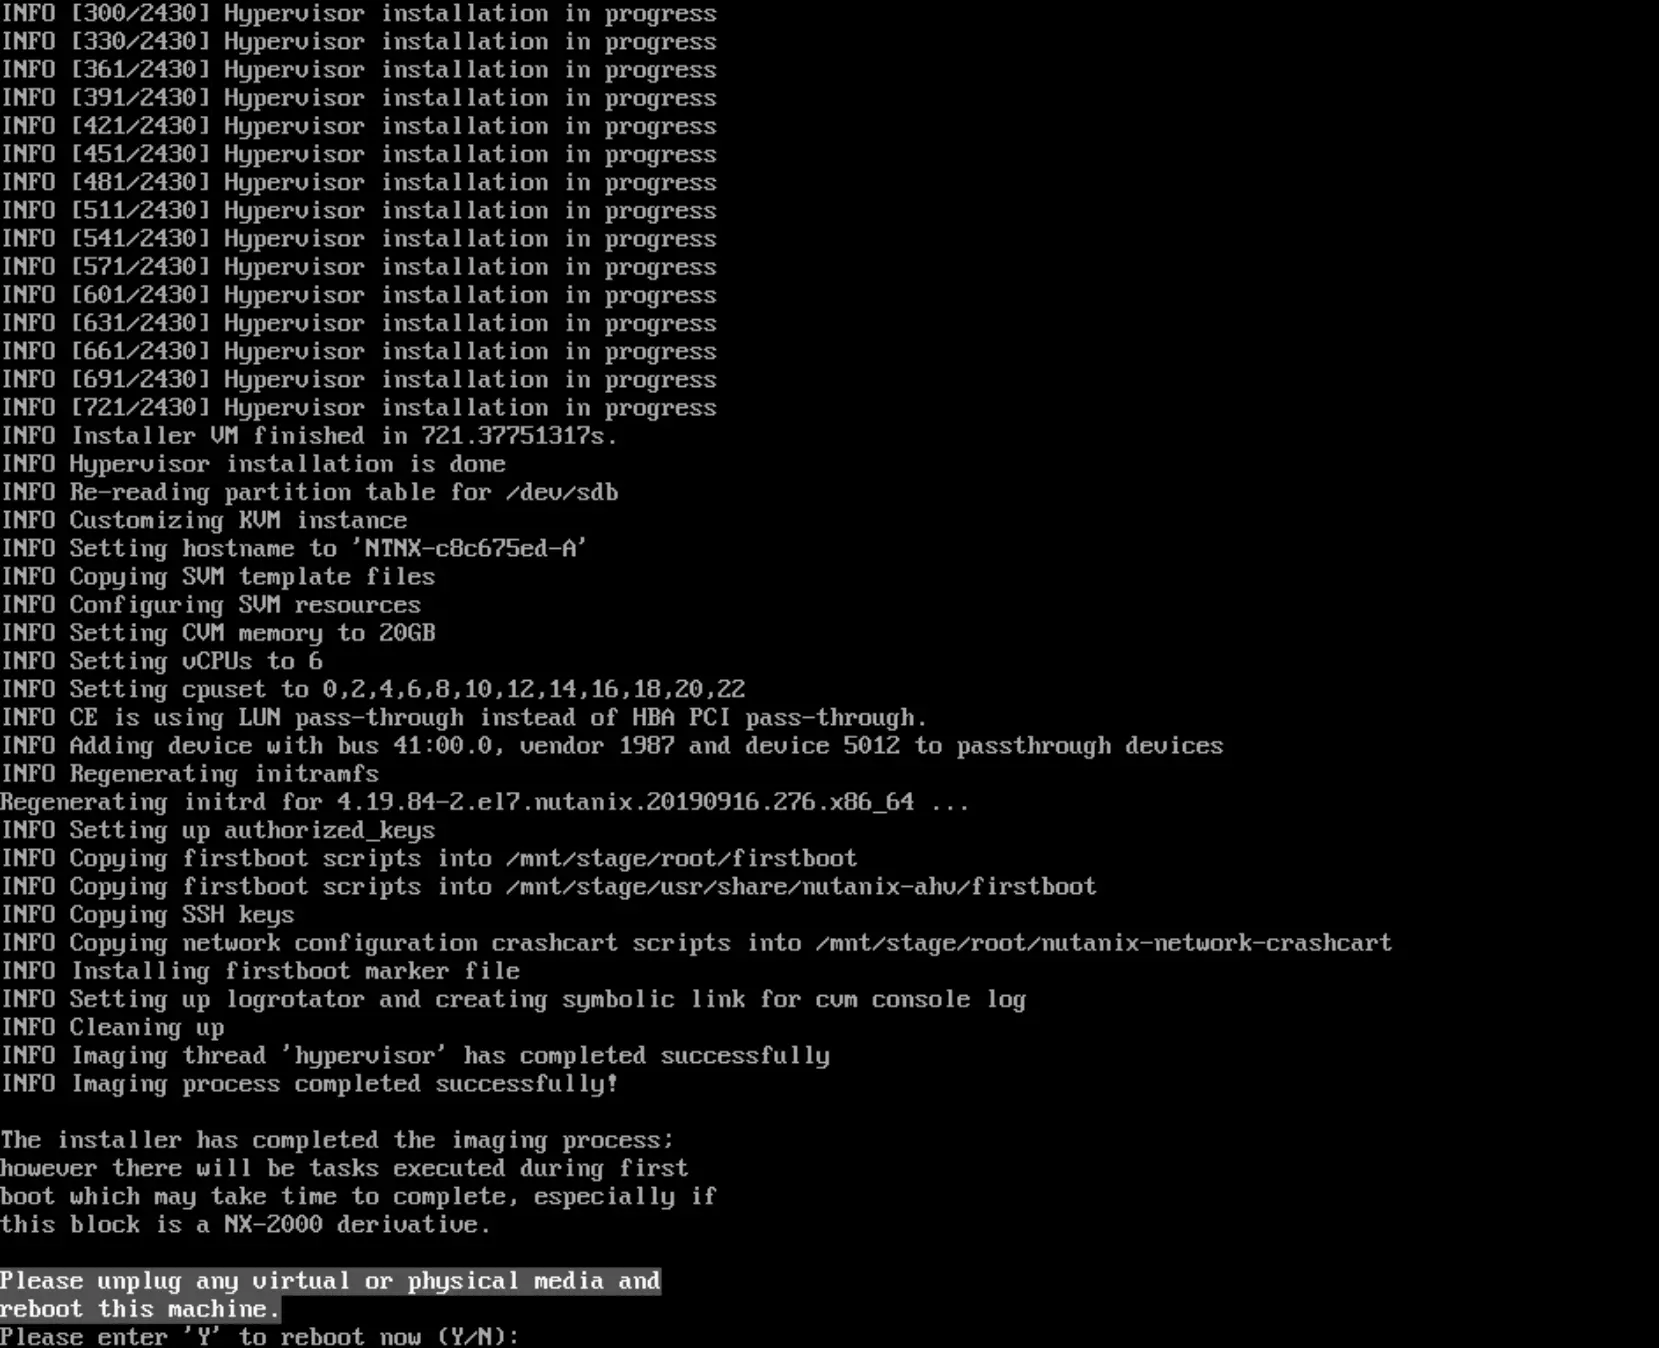 INFO [300/2430] Hypervisor installation in progress
INFO [330/2430] Hypervisor installation in progress
INFO [361/2430] Hypervisor installation in progress
INFO [391/2430] Hypervisor installation in progress
INFO [421/2430] Hypervisor installation in progress
INFO [451/2430] Hypervisor installation in progress
INFO [481/2430] Hypervisor installation in progress
INFO [511/2430] Hypervisor installation in progress
INFO [541/2430] Hypervisor installation in progress
INFO [571/2430] Hypervisor installation in progress
INFO [601/2430] Hypervisor installation in progress
INFO [631/2430] Hypervisor installation in progress
INFO [661/2430] Hypervisor installation in progress
INFO [691/2430] Hypervisor installation in progress
INFO [721/2430] Hypervisor installation in progress
INFO Installer VM finished in 721.37751317s.
INFO Hypervisor installation is done
INFO Re-reading partition table for /dev/sdb
INFO Customizing KVM instance
INFO Setting hostname to 'NTNX-c8c675ed-A'
INFO Copying SVM template files
INFO Configuring SVM resources
INFO Setting CVM memory to 20GB
INFO Setting vCPUs to 6
INFO Setting cpuset to 0,2,4,6,8,10,12,14,16,18,20,22
INFO CE is using LUN pass-through instead of HBA PCI pass-through.
INFO Adding device with bus 41:00.0, vendor 1987 and device 5012 to passthrough devices
INFO Regenerating initramfs
Regenerating initrd for 4.19.84-2.el7.nutanix.20190916.276.x86_64 ...
INFO Setting up authorized_keys
INFO Copying firstboot scripts into /mnt/stage/root/firstboot
INFO Copying firstboot scripts into /mnt/stage/usr/share/nutanix-ahv/firstboot
INFO Copying SSH keys
INFO Copying network configuration crashcart scripts into /mnt/stage/root/nutanix-network-crashcart
INFO Installing firstboot marker file
INFO Setting up logrotator and creating symbolic link for cvm console log
INFO Cleaning up
INFO Imaging thread 'hypervisor' has completed successfully
INFO Imaging process completed successfully!
The installer has completed the imaging process;
however there will be tasks executed during first
boot which may take time to complete, especially if
this block is a NX-2000 derivative.
Please unplug any virtual or physical media and
reboot this machine.
Please enter 'Y' to reboot now (Y/N):